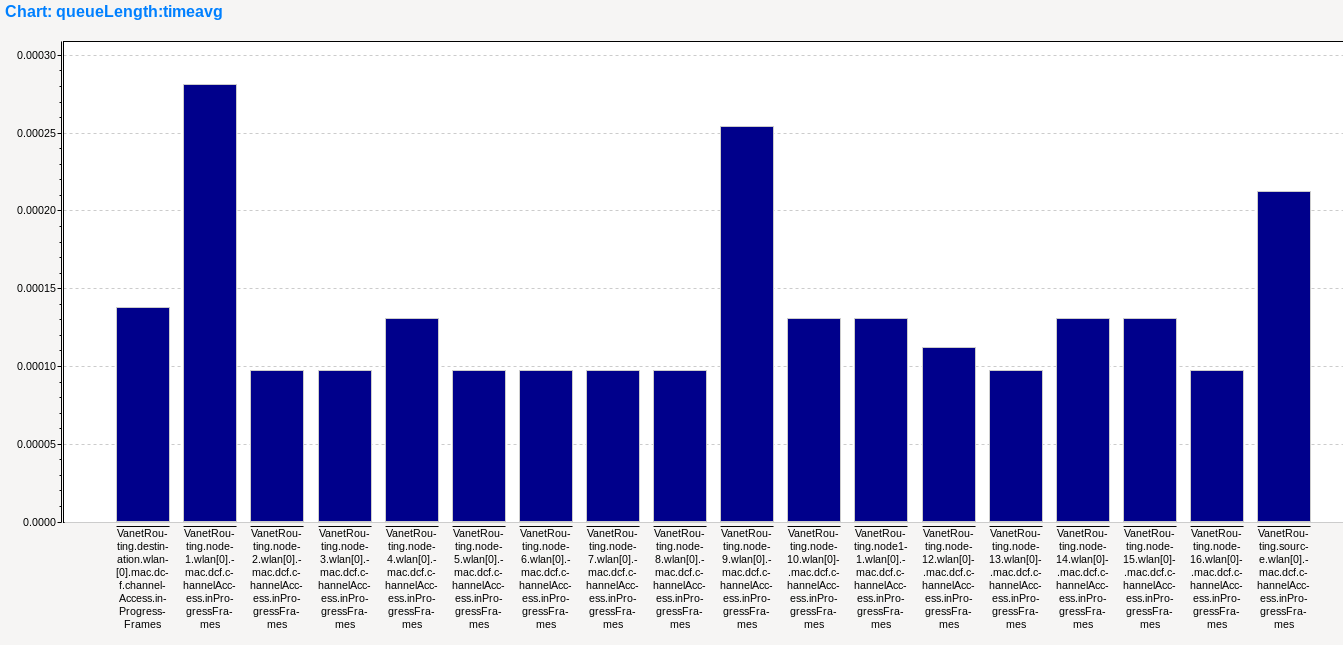 Chart: queueLength:timeavg
0.00030
0.00025
0.00020
0.00015
0.00010
0.00005
0.0000
VanetRou-
ting.destin-
ation.wlan-
[0].mac.dc-
f.channel-
Access.in-
Progress-
Frames
VanetRou-
ting.node-
1.wlan[0].-
mac.dcf.c-
hannelAcc-
ess.inPro-
gressFra-
mes
VanetRou-
ting.node-
2.wlan[0].-
mac.dcf.c-
hannelAcc-
ess.inPro-
gressFra-
mes
VanetRou-
ting.node-
3.wlan[0].-
mac.dcf.c-
hannelAcc-
ess.inPro-
gressFra-
mes
VanetRou-
ting.node-
4.wlan[0].-
mac.dcf.c-
hannelAcc-
ess.inPro-
gressFra-
mes
VanetRou-
ting.node-
5.wlan[0].-
mac.dcf.c-
hannelAcc-
ess.inPro-
gressFra-
mes
VanetRou-
ting.node-
6.wlan[0].-
mac.dcf.c-
hannelAcc-
ess.inPro-
gressFra-
mes
VanetRou-
ting.node-
7.wlan[0].-
mac.dcf.c-
hannelAcc-
ess.inPro-
gressFra-
mes
VanetRou-
ting.node-
8.wlan[0].-
mac.dcf.c-
hannelAcc-
ess.inPro-
gressFra-
mes
VanetRou-
ting.node-
9.wlan[0].-
mac.dcf.c-
hannelAcc-
ess.inPro-
gressFra-
mes
VanetRou-
ting.node-
10.wlan[0]-
.mac.dcf.c-
hannelAcc-
ess.inPro-
gressFra-
mes
VanetRou-
ting.node1-
1.wlan[0].-
mac.dcf.c-
hannelAcc-
ess.inPro-
gressFra-
mes
VanetRou-
ting.node-
12.wlan[0]-
.mac.dcf.c-
hannelAcc-
ess.inPro-
gressFra-
mes
VanetRou-
ting.node-
13.wlan[0]-
.mac.dcf.c-
hannelAcc-
ess.inPro-
gressFra-
mes
VanetRou-
ting.node-
14.wlan[0]-
.mac.dcf.c-
hannelAcc-
ess.inPro-
gressFra-
mes
VanetRou-
ting.node-
15.wlan[0]-
.mac.dcf.c-
hannelAcc-
ess.inPro-
gressFra-
mes
VanetRou-
ting.node-
16.wlan[0]-
.mac.dcf.c-
hannelAcc-
ess.inPro-
gressFra-
mes
VanetRou-
ting.sourc-
e.wlan[0].-
mac.dcf.c-
hannelAcc-
ess.inPro-
gressFra-
mes